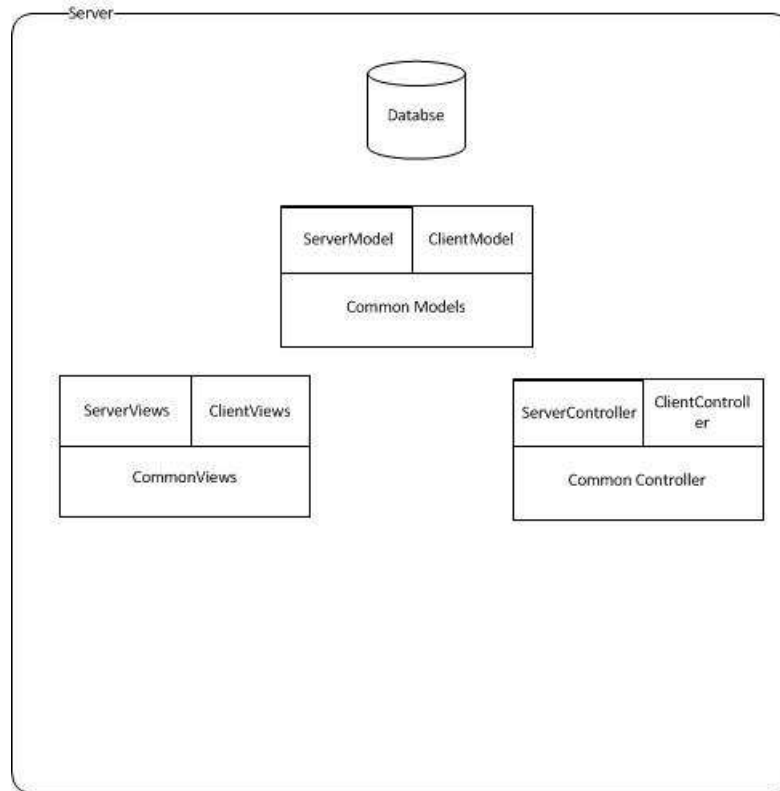 Server
Databse
ServerModel
ClientModel
Common Models
ServerViews
ClientViews
CommonViews
ServerController
ClientControll
er
Common Controller